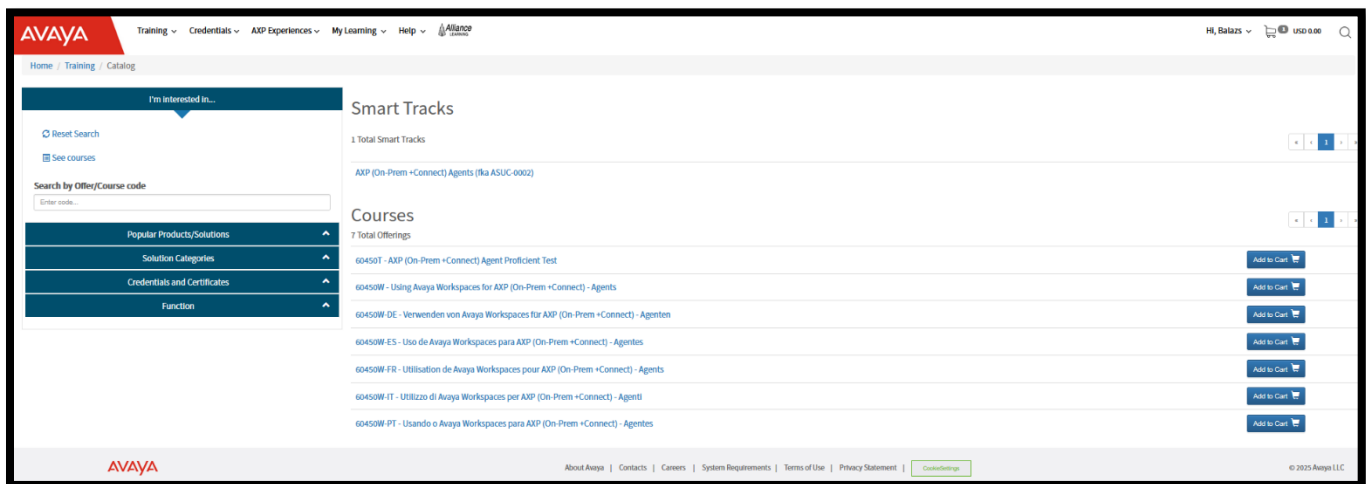 AVAYA
Training Credentials AXP Experiences My Learning Help Alliance LEARNING
Hi, Balazs USD 0.00
Home / Training / Catalog
I'm interested in...
Reset Search
See courses
Search by Offer/Course code
Enter code...
Popular Products/Solutions
Solution Categories
Credentials and Certificates
Function
Smart Tracks
1 Total Smart Tracks
« ‹ 1 › »
AXP (On-Prem +Connect) Agents (fka ASUC-0002)
Courses
« ‹ 1 › »
7 Total Offerings
60450T - AXP (On-Prem +Connect) Agent Proficient Test Add to Cart
60450W - Using Avaya Workspaces for AXP (On-Prem +Connect) - Agents Add to Cart
60450W-DE - Verwenden von Avaya Workspaces für AXP (On-Prem +Connect) - Agenten Add to Cart
60450W-ES - Uso de Avaya Workspaces para AXP (On-Prem +Connect) - Agentes Add to Cart
60450W-FR - Utilisation de Avaya Workspaces pour AXP (On-Prem +Connect) - Agents Add to Cart
60450W-IT - Utilizzo di Avaya Workspaces per AXP (On-Prem +Connect) - Agenti Add to Cart
60450W-PT - Usando o Avaya Workspaces para AXP (On-Prem +Connect) - Agentes Add to Cart
AVAYA
About Avaya | Contacts | Careers | System Requirements | Terms of Use | Privacy Statement | CookieSettings
© 2025 Avaya LLC